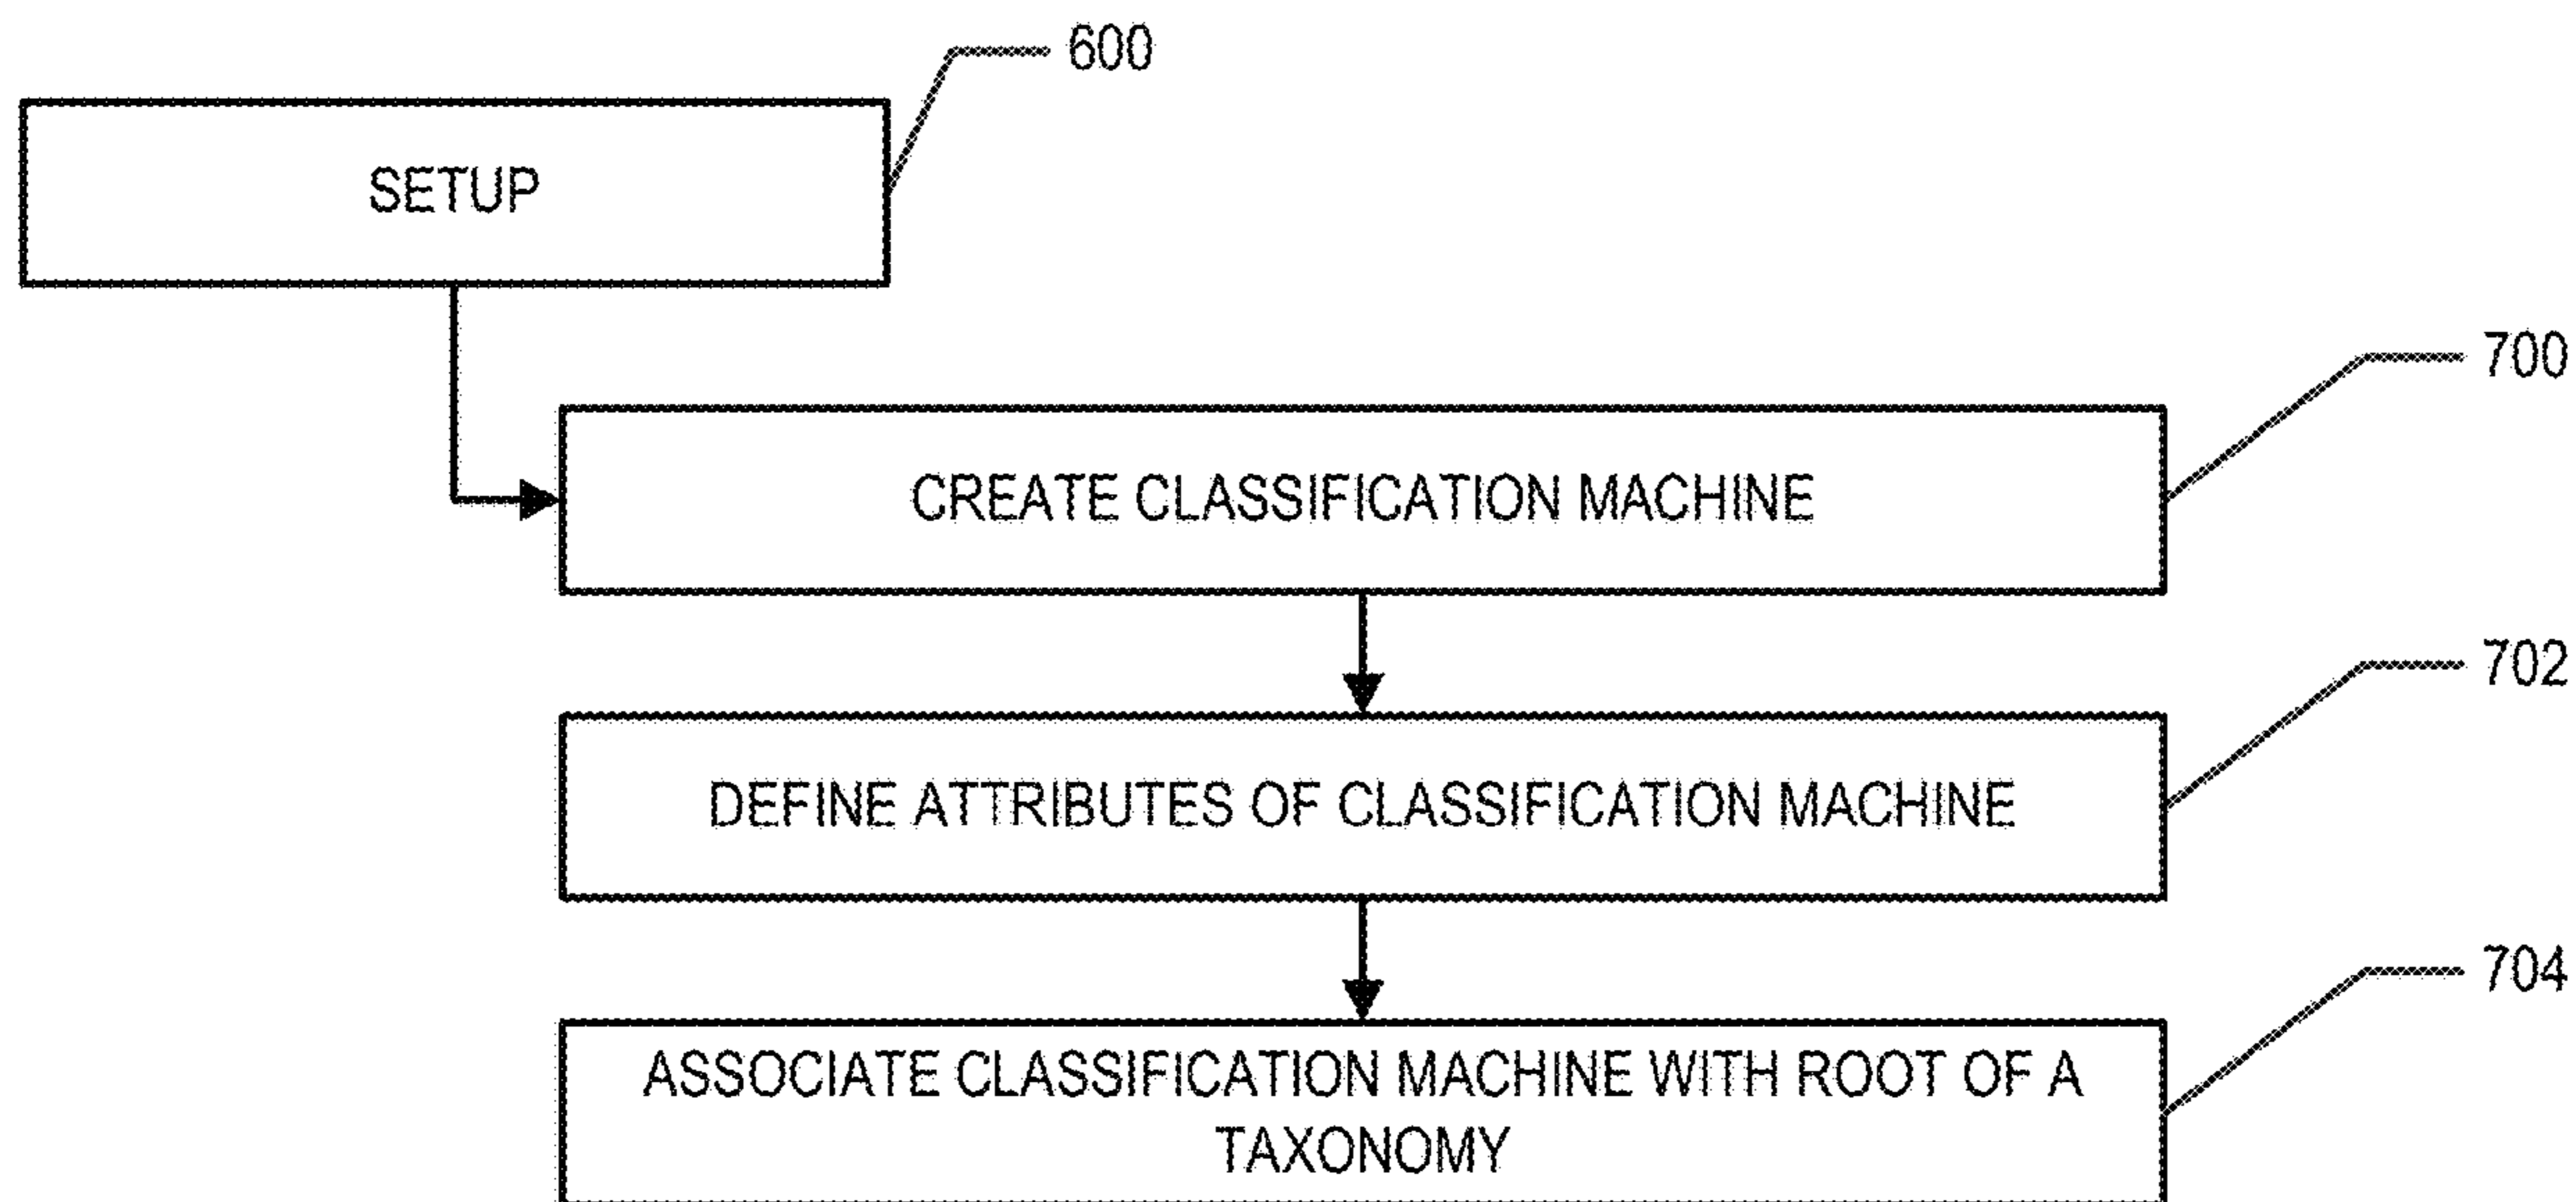 600
SETUP
700
CREATE CLASSIFICATION MACHINE
702
DEFINE ATTRIBUTES OF CLASSIFICATION MACHINE
704
ASSOCIATE CLASSIFICATION MACHINE WITH ROOT OF A
TAXONOMY